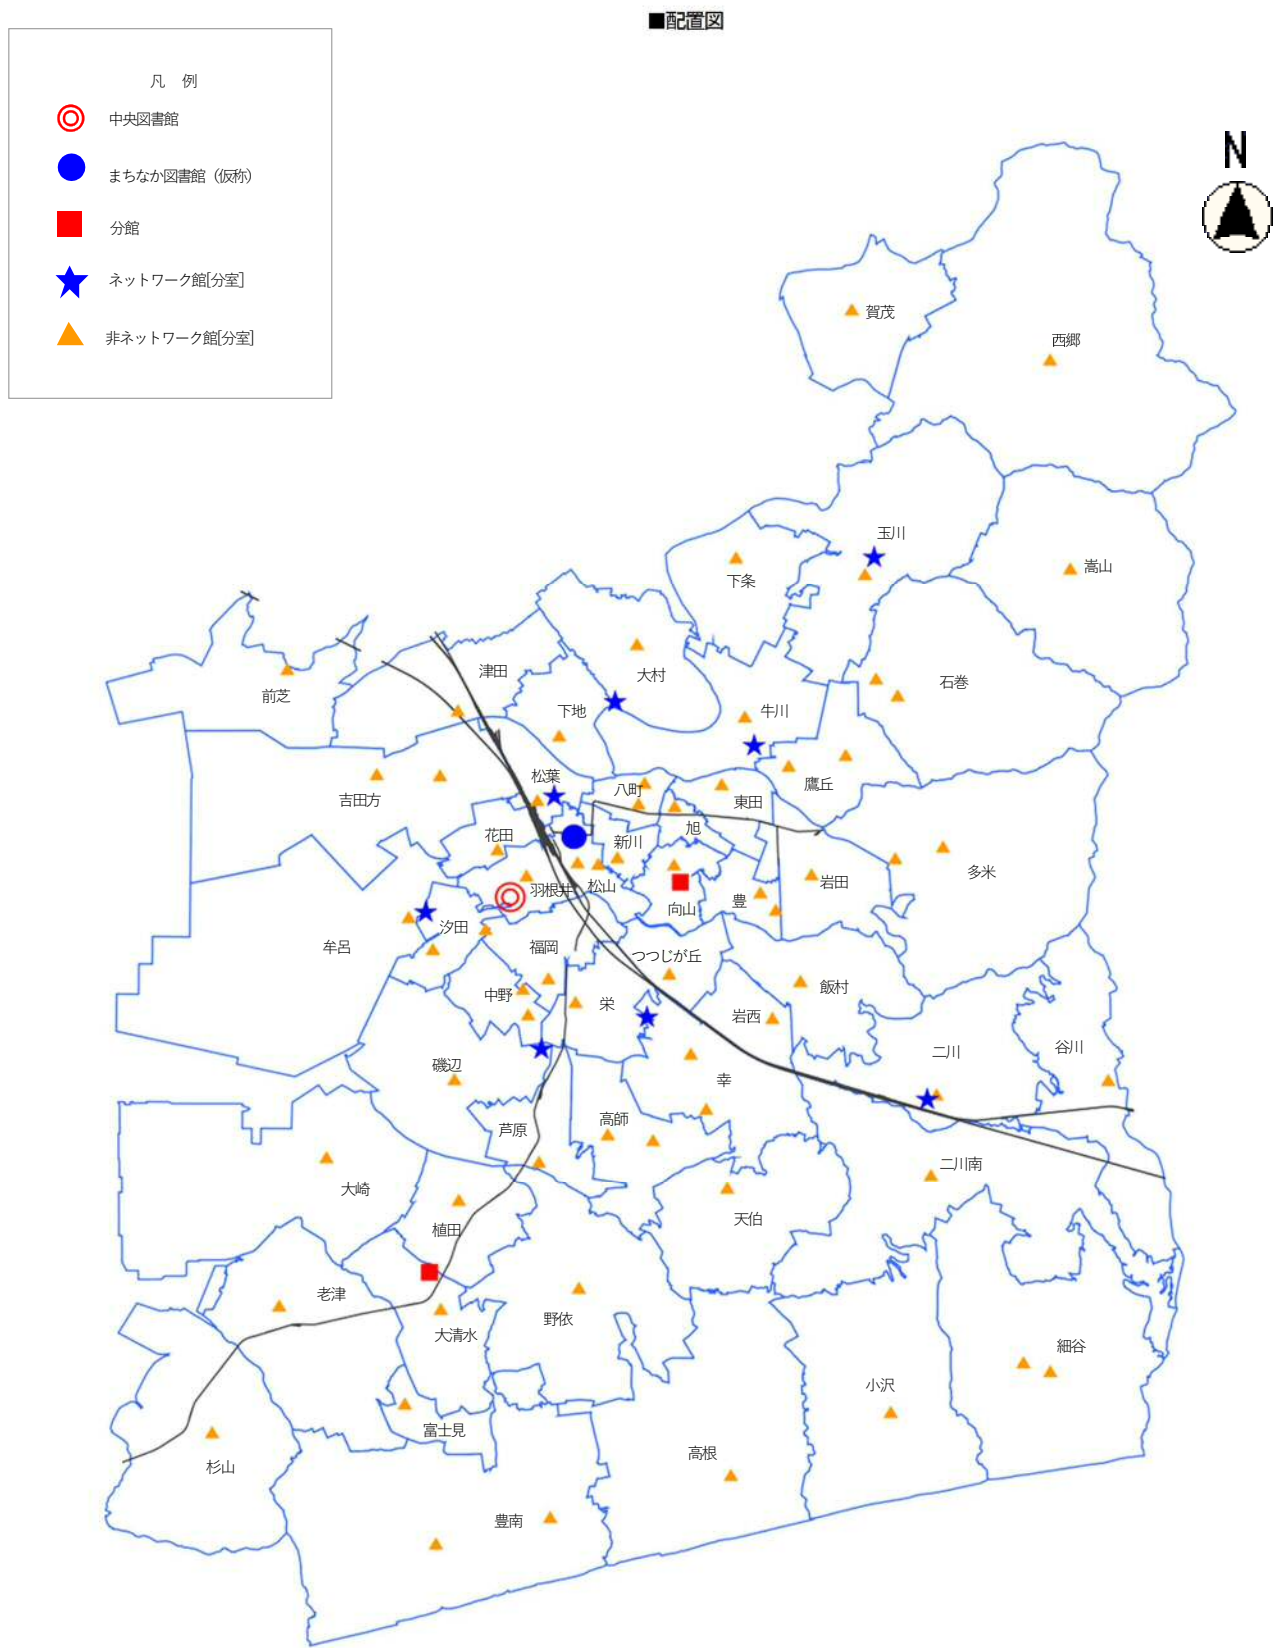 ■配置図
凡 例
中央図書館
まちなか図書館（仮称）
分館
ネットワーク館[分室]
非ネットワーク館[分室]
N
賀茂
西郷
玉川
嵩山
下条
石巻
津田
大村
前芝
下地
牛川
松葉
八町
東田
鷹丘
吉田方
花田
新川
旭
多米
羽根井
松山
岩田
向山
豊
汐田
牟呂
福岡
つつじが丘
中野
栄
飯村
岩西
二川
谷川
磯辺
幸
高師
芦原
二川南
大崎
植田
天伯
老津
野依
大清水
細谷
小沢
富士見
高根
杉山
豊南